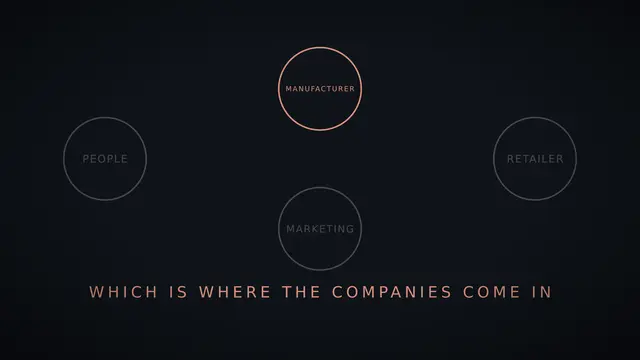 MANUFACTURER
PEOPLE
RETAILER
MARKETING
WHICH IS WHERE THE COMPANIES COME IN